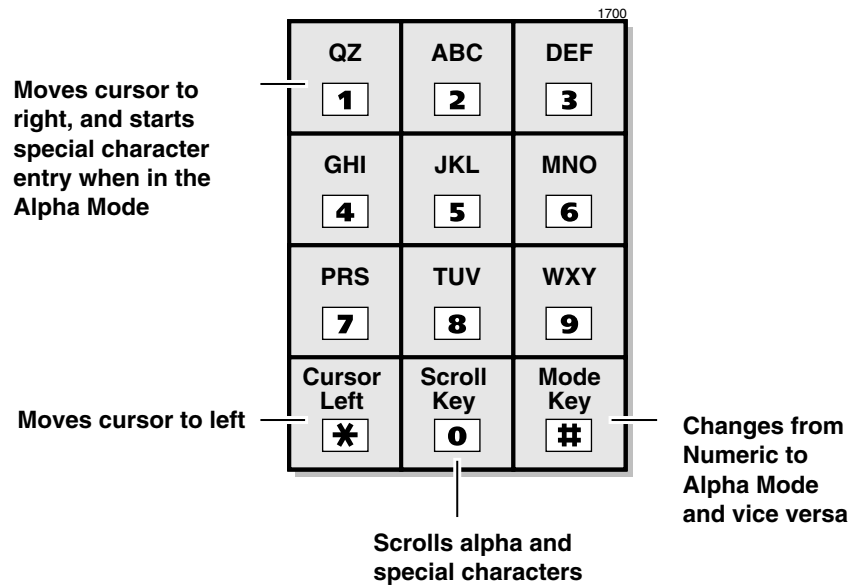 1700
QZ ABC DEF
1 2 3
Moves cursor to
right, and starts
special character
entry when in the
Alpha Mode
GHI JKL MNO
4 5 6
PRS TUV WXY
7 8 9
Cursor
Left
*
Scroll
Key
0
Mode
Key
#
Moves cursor to left
Changes from
Numeric to
Alpha Mode
and vice versa
Scrolls alpha and
special characters